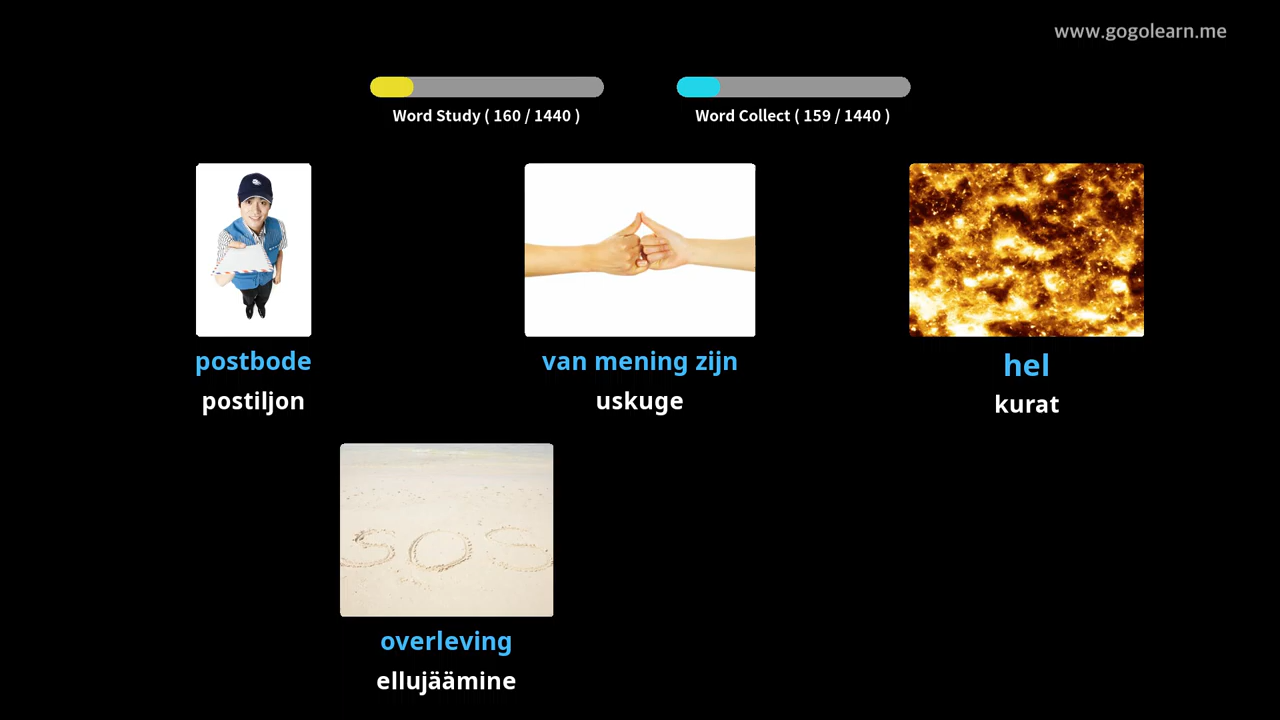 www.gogolearn.me
Word Study ( 160 / 1440 )
Word Collect ( 159 / 1440 )
postbode
postiljon
van mening zijn
uskuge
hel
kurat
SOS
overleving
ellujäämine